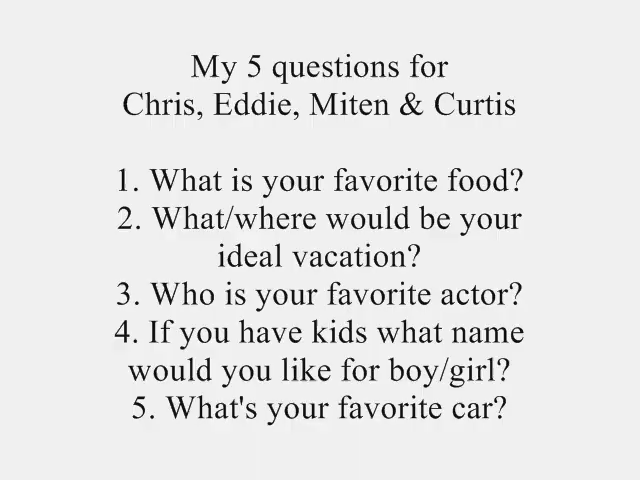 My 5 questions for
Chris, Eddie, Miten & Curtis
1. What is your favorite food?
2. What/where would be your
ideal vacation?
3. Who is your favorite actor?
4. If you have kids what name
would you like for boy/girl?
5. What's your favorite car?